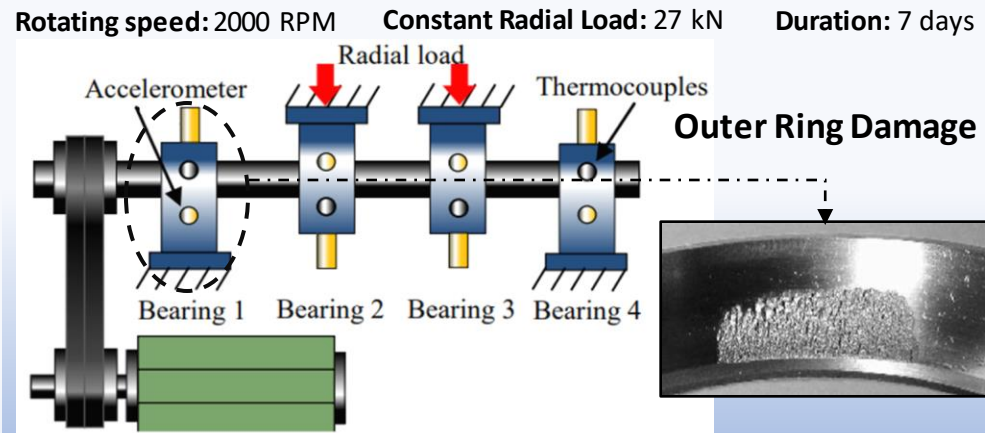 Rotating speed: 2000 RPM Constant Radial Load: 27 kN Duration: 7 days
Radial load
Accelerometer
Thermocouples
Outer Ring Damage
Bearing 1 Bearing 2 Bearing 3 Bearing 4